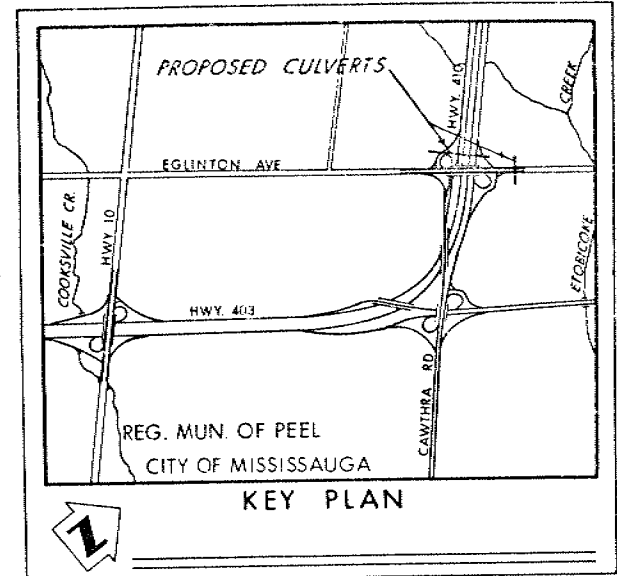 PROPOSED CULVERTS
HWY. 410
CREEK
EGLINTON AVE
COOKSVILLE CR.
HWY 10
ETOBICOKE
HWY. 403
CAWTHRA RD
REG. MUN. OF PEEL
CITY OF MISSISSAUGA
KEY PLAN
N